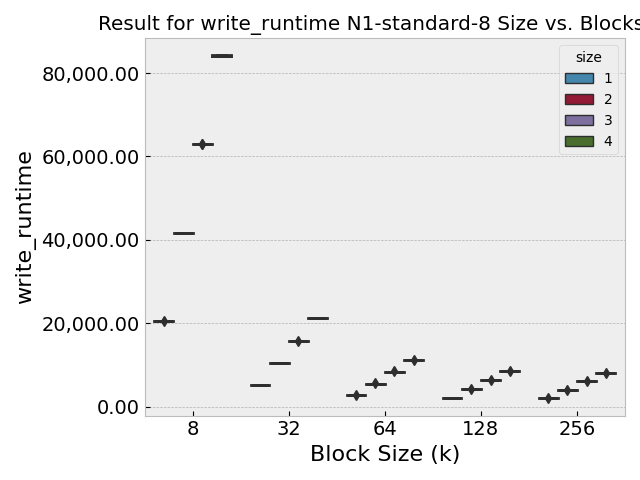 Result for write_runtime N1-standard-8 Size vs. Blocks
write_runtime
80,000.00
60,000.00
40,000.00
20,000.00
0.00
size
1
2
3
4
8 32 64 128 256
Block Size (k)